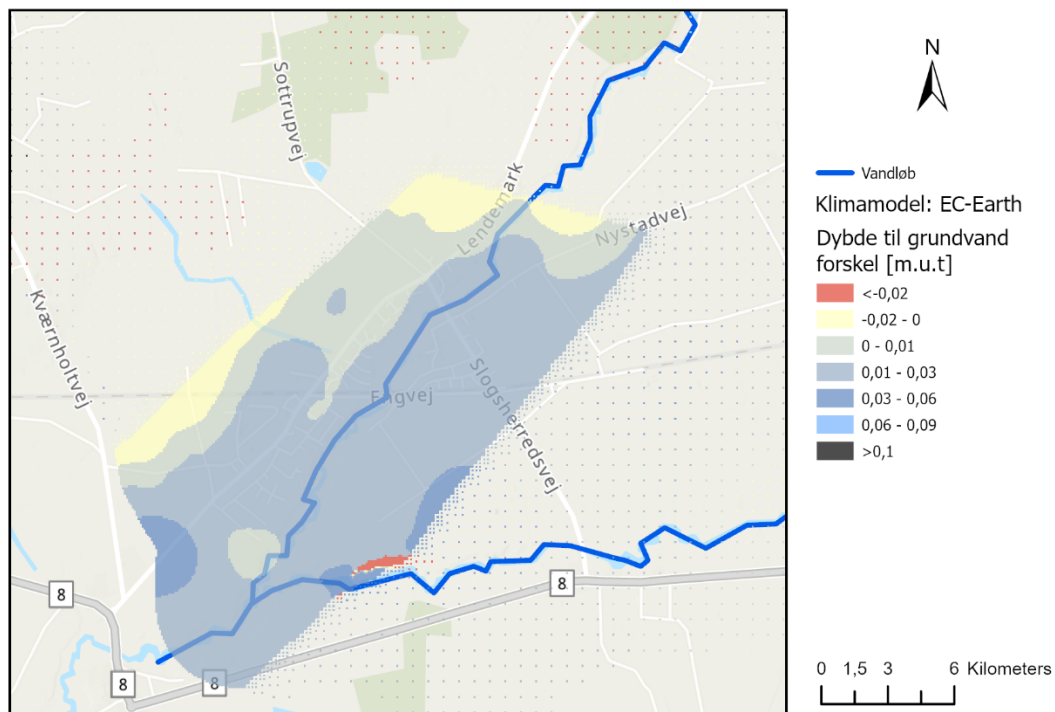 Sottrupvej
Lendemark
Nystadvej
Kværnholtvej
Engvej
Slogsherredsvej
8
8
8
8
N
Vandløb
Klimamodel: EC-Earth
Dybde til grundvand
forskel [m.u.t]
<-0,02
-0,02 - 0
0 - 0,01
0,01 - 0,03
0,03 - 0,06
0,06 - 0,09
>0,1
0 1,5 3 6 Kilometers